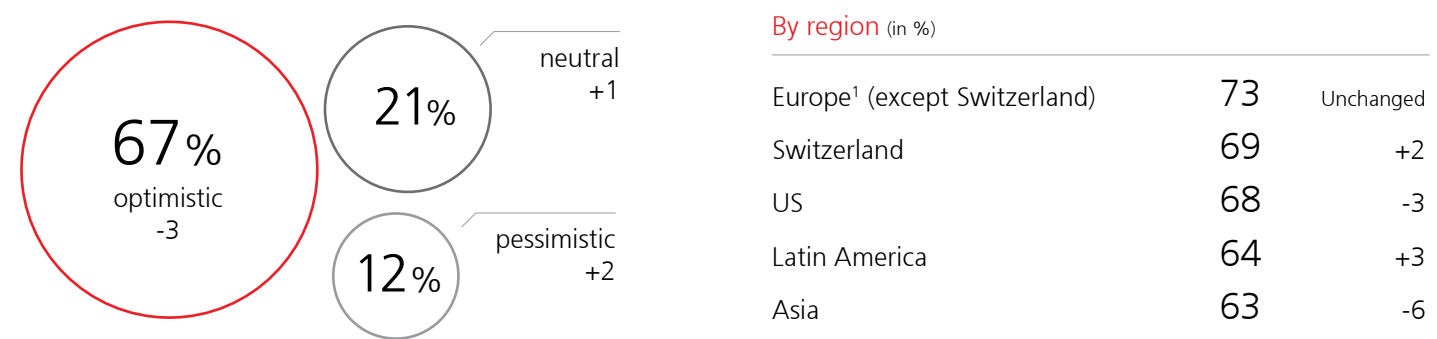 67%
optimistic
-3
21%
neutral
+1
12%
pessimistic
+2
By region (in %)
Europe¹ (except Switzerland) 73 Unchanged
Switzerland 69 +2
US 68 -3
Latin America 64 +3
Asia 63 -6